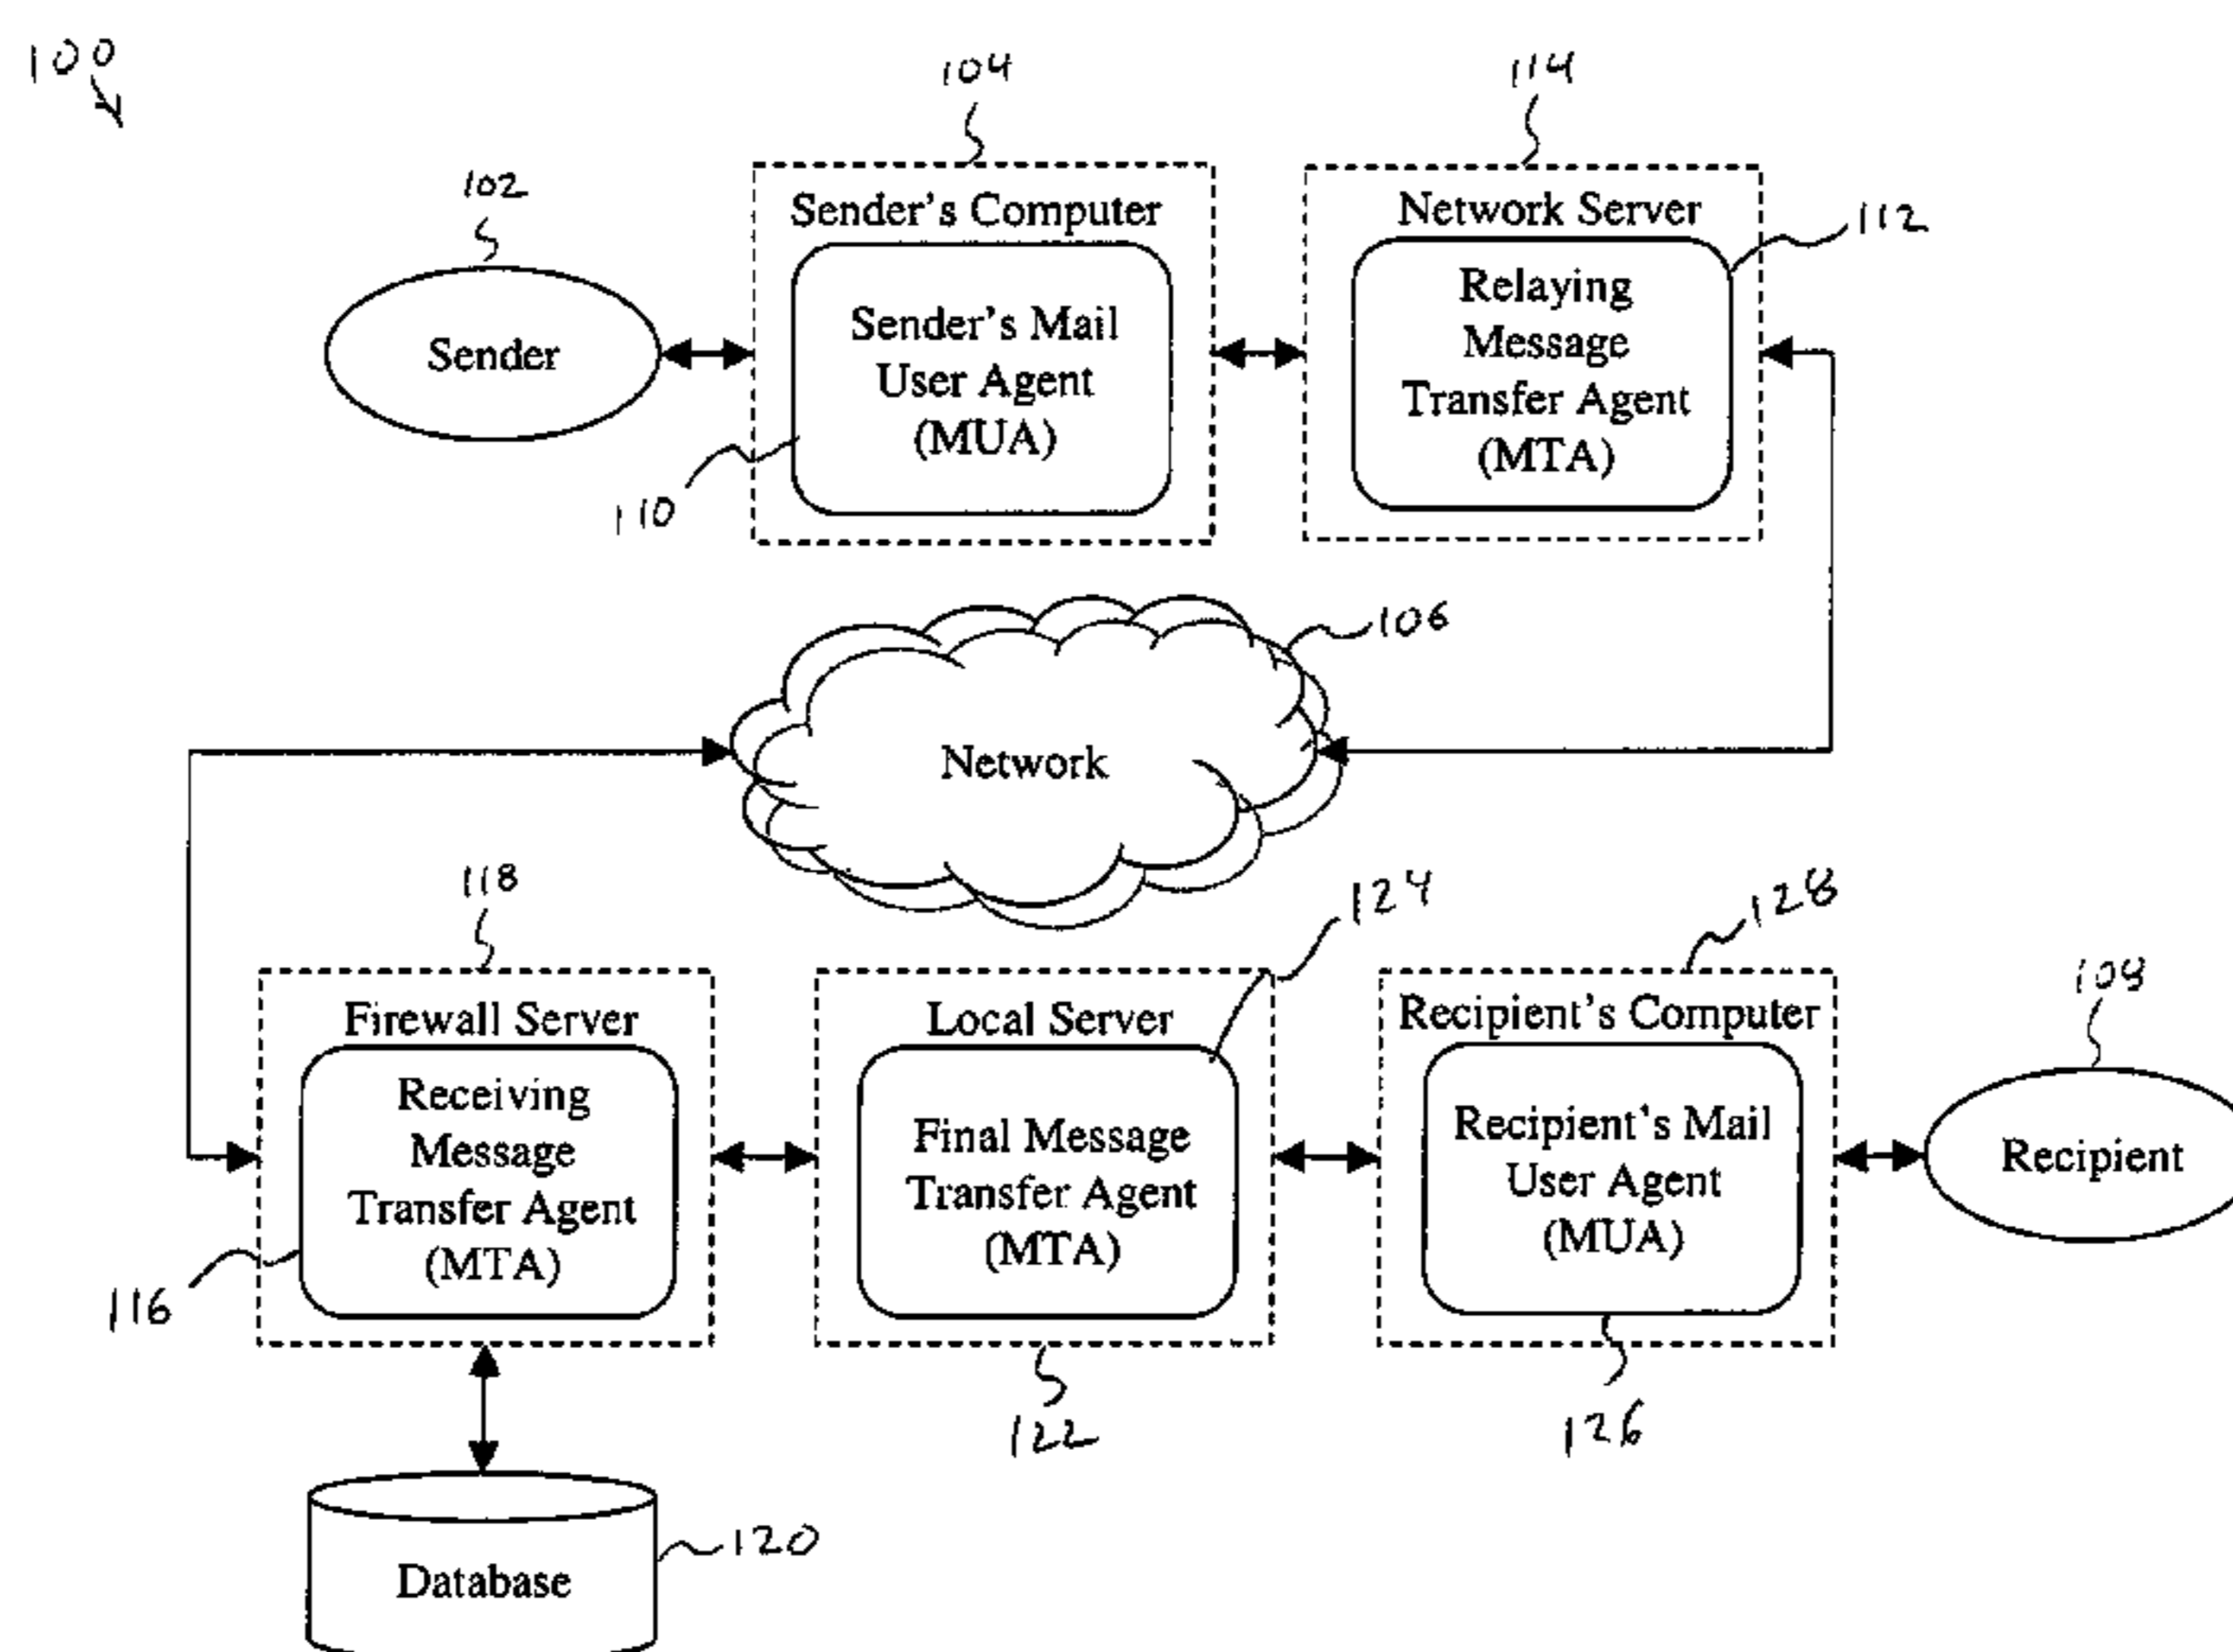 100
104
114
102
Sender's Computer
Network Server
112
Sender
Sender's Mail
User Agent
(MUA)
Relaying
Message
Transfer Agent
(MTA)
110
106
Network
118
124
128
108
Firewall Server
Local Server
Recipient's Computer
Receiving
Message
Transfer Agent
(MTA)
Final Message
Transfer Agent
(MTA)
Recipient's Mail
User Agent
(MUA)
Recipient
116
122
126
120
Database